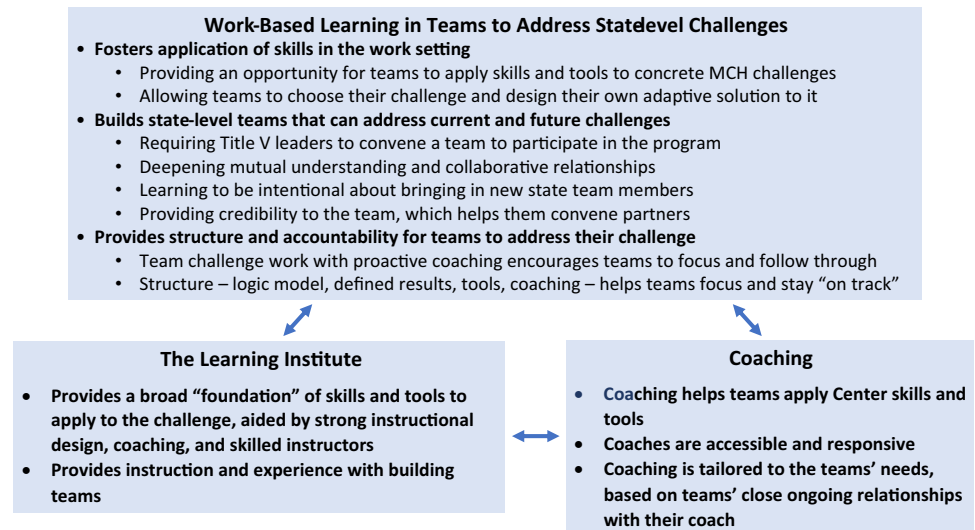 Work-Based Learning in Teams to Address State-level Challenges
• Fosters application of skills in the work setting
• Providing an opportunity for teams to apply skills and tools to concrete MCH challenges
• Allowing teams to choose their challenge and design their own adaptive solution to it
• Builds state-level teams that can address current and future challenges
• Requiring Title V leaders to convene a team to participate in the program
• Deepening mutual understanding and collaborative relationships
• Learning to be intentional about bringing in new state team members
• Providing credibility to the team, which helps them convene partners
• Provides structure and accountability for teams to address their challenge
• Team challenge work with proactive coaching encourages teams to focus and follow through
• Structure – logic model, defined results, tools, coaching – helps teams focus and stay “on track”
The Learning Institute
• Provides a broad “foundation” of skills and tools to
apply to the challenge, aided by strong instructional
design, coaching, and skilled instructors
• Provides instruction and experience with building
teams
Coaching
• Coaching helps teams apply Center skills and
tools
• Coaches are accessible and responsive
• Coaching is tailored to the teams’ needs,
based on teams’ close ongoing relationships
with their coach